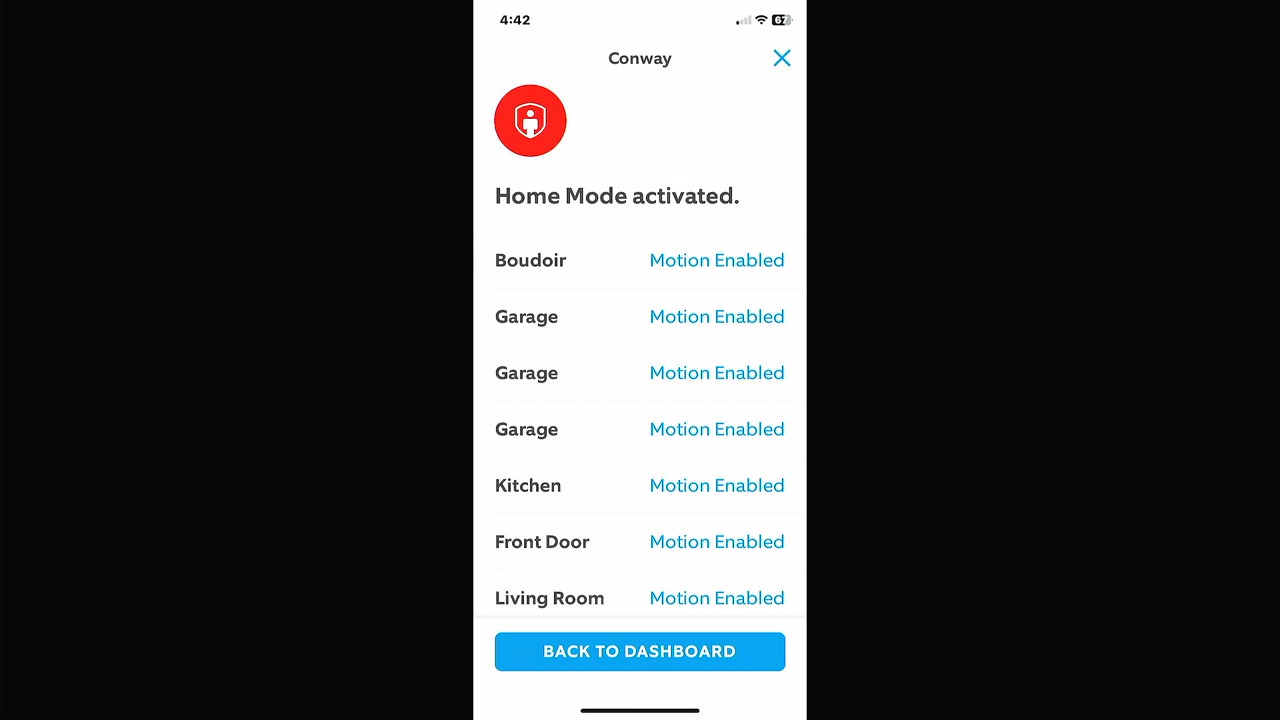 4:42
67
Conway
Home Mode activated.
Boudoir Motion Enabled
Garage Motion Enabled
Garage Motion Enabled
Garage Motion Enabled
Kitchen Motion Enabled
Front Door Motion Enabled
Living Room Motion Enabled
BACK TO DASHBOARD